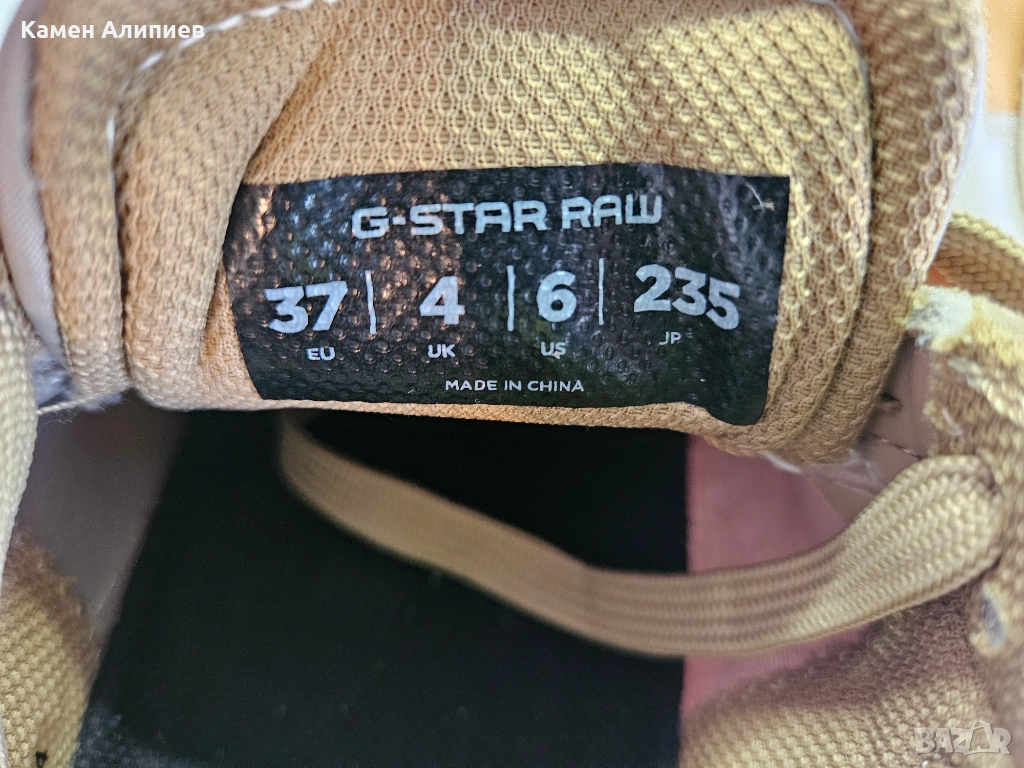 Камен Алипиев
G-STAR RAW
37 | 4 | 6 | 235
EU UK US JP
MADE IN CHINA
BAZAR